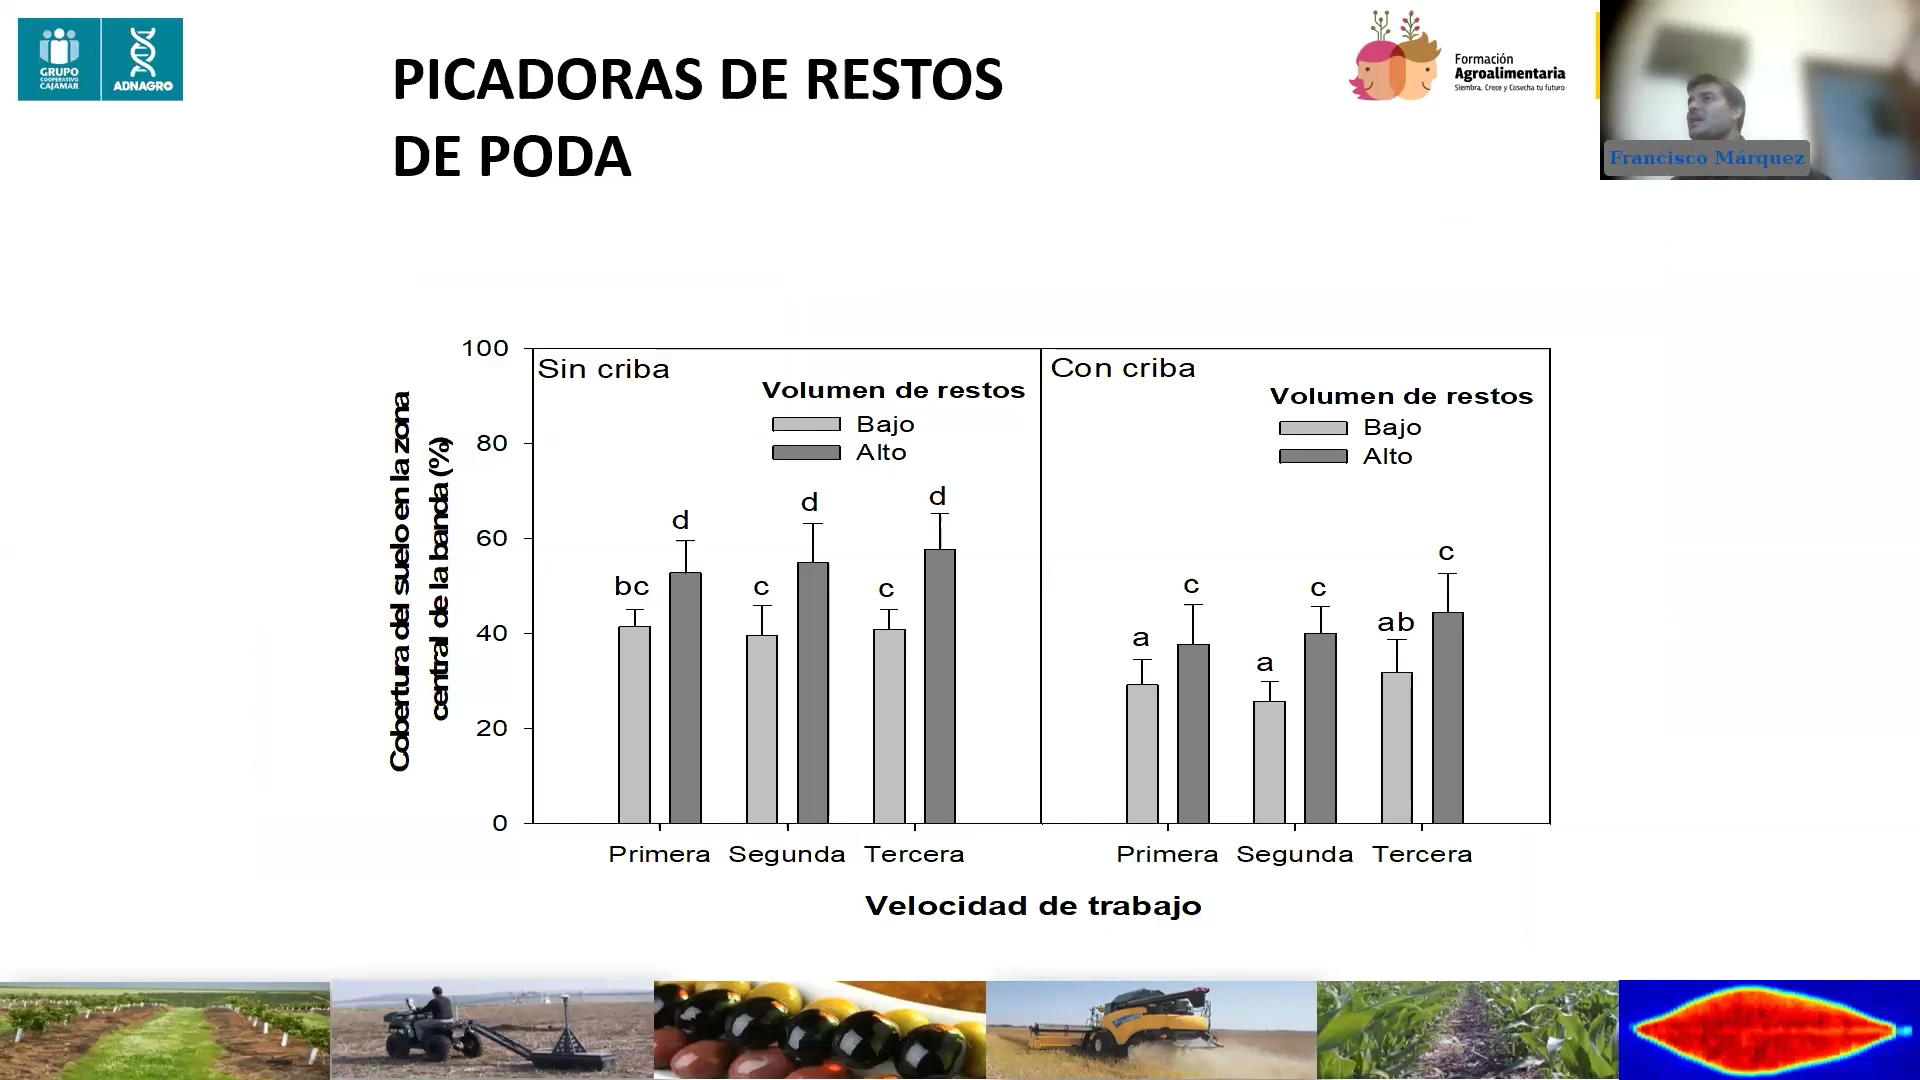 GRUPO
COOPERATIVO
CAJAMAR
ADNAGRO
PICADORAS DE RESTOS
DE PODA
Formación
Agroalimentaria
Siembra, Crece y Cosecha tu futuro
Francisco Márquez
Cobertura del suelo en la zona
central de la banda (%)
100
80
60
40
20
0
Sin criba
Volumen de restos
Bajo
Alto
bc
d
c
d
c
d
Con criba
Volumen de restos
Bajo
Alto
a
c
a
c
ab
c
Primera Segunda Tercera
Primera Segunda Tercera
Velocidad de trabajo